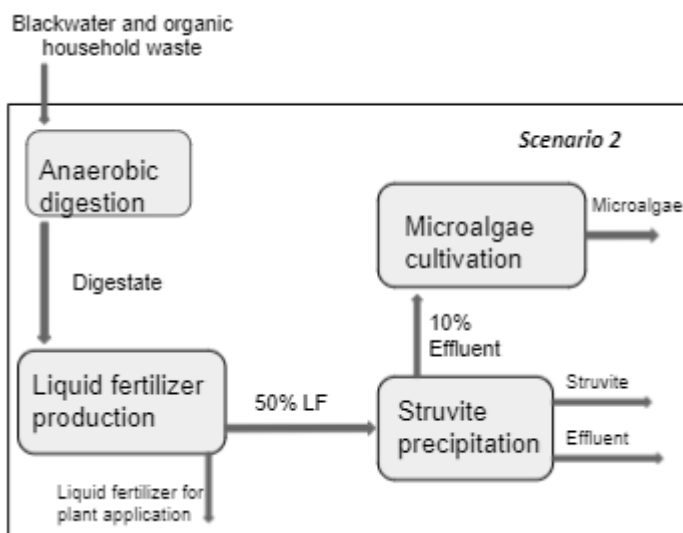 Blackwater and organic
household waste
Scenario 2
Anaerobic
digestion
Microalgae
Microalgae
cultivation
Digestate
10%
Effluent
Liquid fertilizer
production
50% LF
Struvite
precipitation
Struvite
Effluent
Liquid fertilizer for
plant application